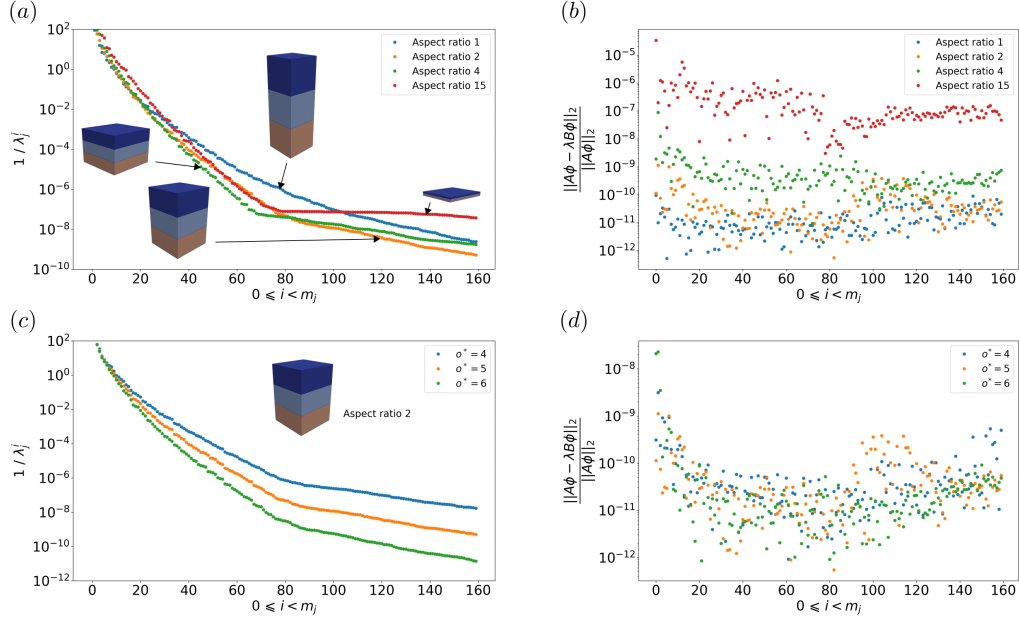 (a)
10^2
10^0
10^-2
10^-4
10^-6
10^-8
10^-10
1 / λ_j^i
0 20 40 60 80 100 120 140 160
0 ⩽ i < m_j
Aspect ratio 1
Aspect ratio 2
Aspect ratio 4
Aspect ratio 15
(b)
10^-5
10^-6
10^-7
10^-8
10^-9
10^-10
10^-11
10^-12
||Aϕ − λBϕ||_2
||Aϕ||_2
0 20 40 60 80 100 120 140 160
0 ⩽ i < m_j
Aspect ratio 1
Aspect ratio 2
Aspect ratio 4
Aspect ratio 15
(c)
10^2
10^0
10^-2
10^-4
10^-6
10^-8
10^-10
10^-12
1 / λ_j^i
0 20 40 60 80 100 120 140 160
0 ⩽ i < m_j
Aspect ratio 2
o* = 4
o* = 5
o* = 6
(d)
10^-8
10^-9
10^-10
10^-11
10^-12
||Aϕ − λBϕ||_2
||Aϕ||_2
0 20 40 60 80 100 120 140 160
0 ⩽ i < m_j
o* = 4
o* = 5
o* = 6